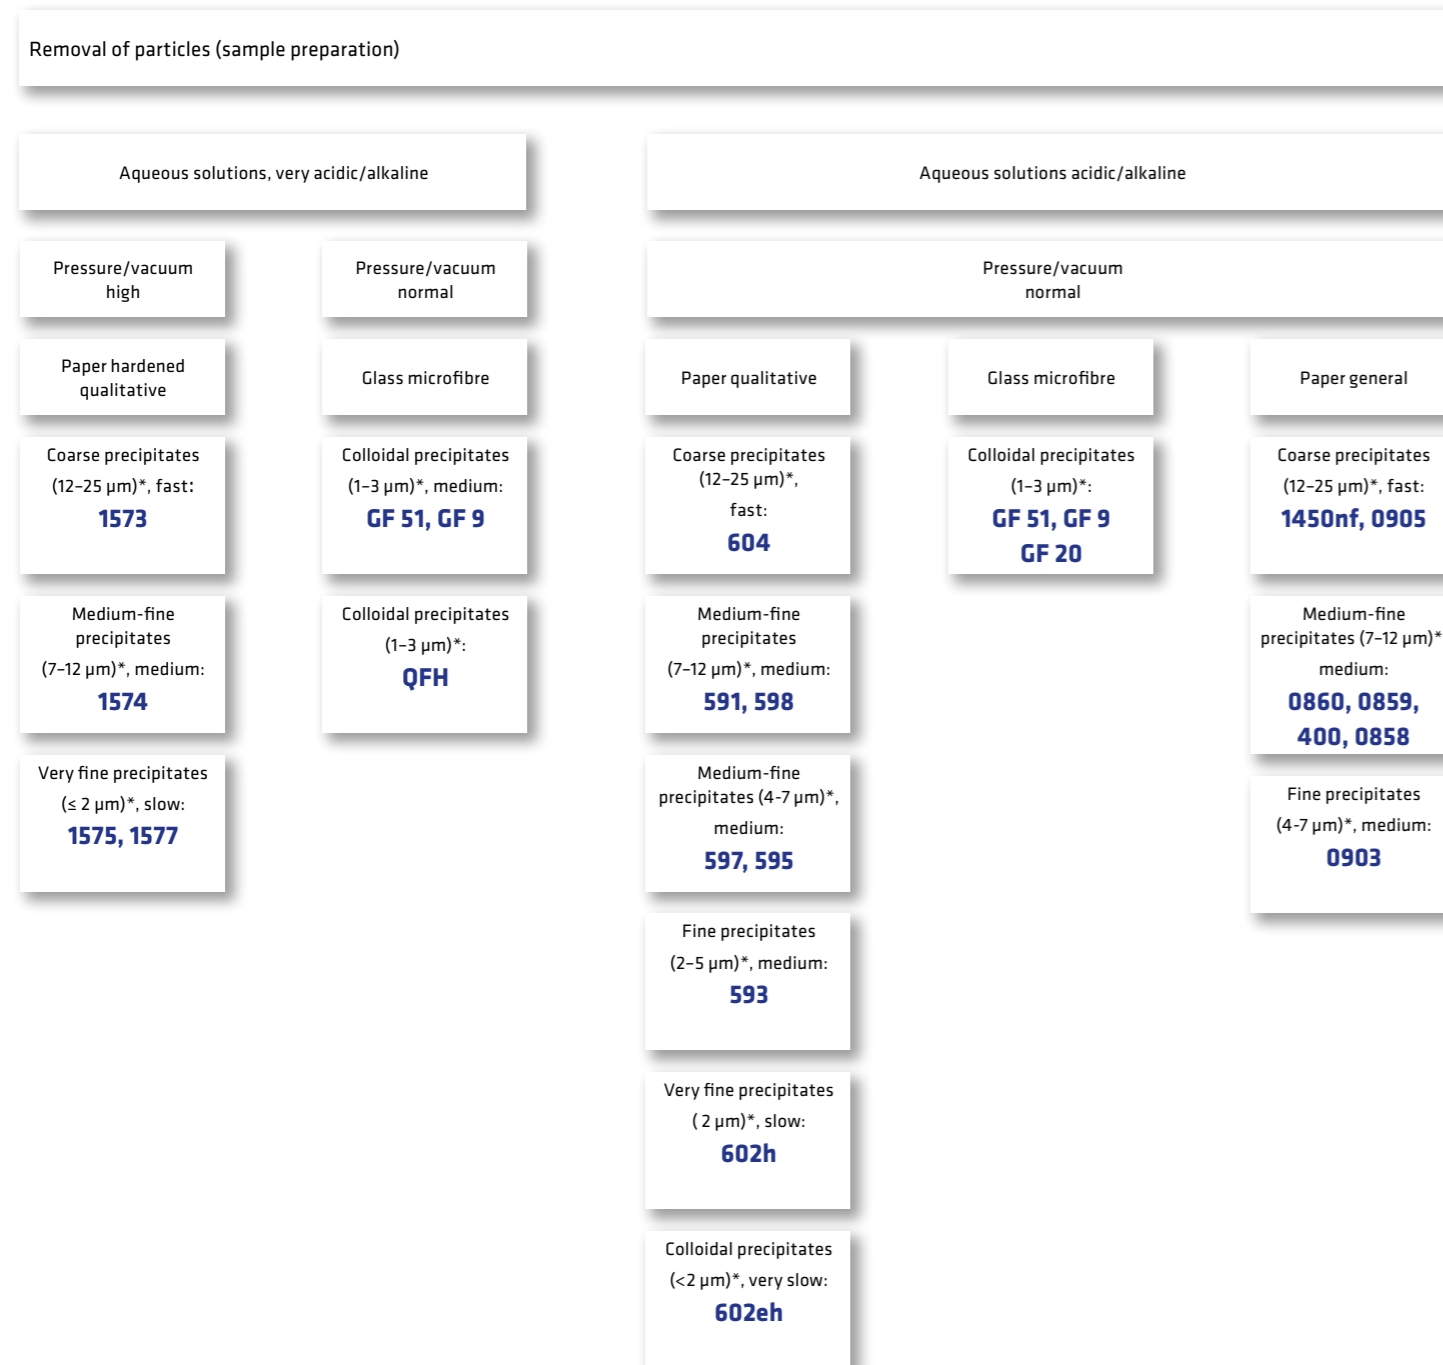 Removal of particles (sample preparation)
Aqueous solutions, very acidic/alkaline
Aqueous solutions acidic/alkaline
Pressure/vacuum
high
Pressure/vacuum
normal
Pressure/vacuum
normal
Paper hardened
qualitative
Glass microfibre
Paper qualitative
Glass microfibre
Paper general
Coarse precipitates
(12–25 µm)*, fast:
1573
Colloidal precipitates
(1–3 µm)*, medium:
GF 51, GF 9
Coarse precipitates
(12–25 µm)*,
fast:
604
Colloidal precipitates
(1–3 µm)*:
GF 51, GF 9
GF 20
Coarse precipitates
(12–25 µm)*, fast:
1450nf, 0905
Medium-fine
precipitates
(7–12 µm)*, medium:
1574
Colloidal precipitates
(1–3 µm)*:
QFH
Medium-fine
precipitates
(7–12 µm)*, medium:
591, 598
Medium-fine
precipitates (7–12 µm)*
medium:
0860, 0859,
400, 0858
Very fine precipitates
(≤ 2 µm)*, slow:
1575, 1577
Medium-fine
precipitates (4-7 µm)*,
medium:
597, 595
Fine precipitates
(4-7 µm)*, medium:
0903
Fine precipitates
(2–5 µm)*, medium:
593
Very fine precipitates
( 2 µm)*, slow:
602h
Colloidal precipitates
(<2 µm)*, very slow:
602eh